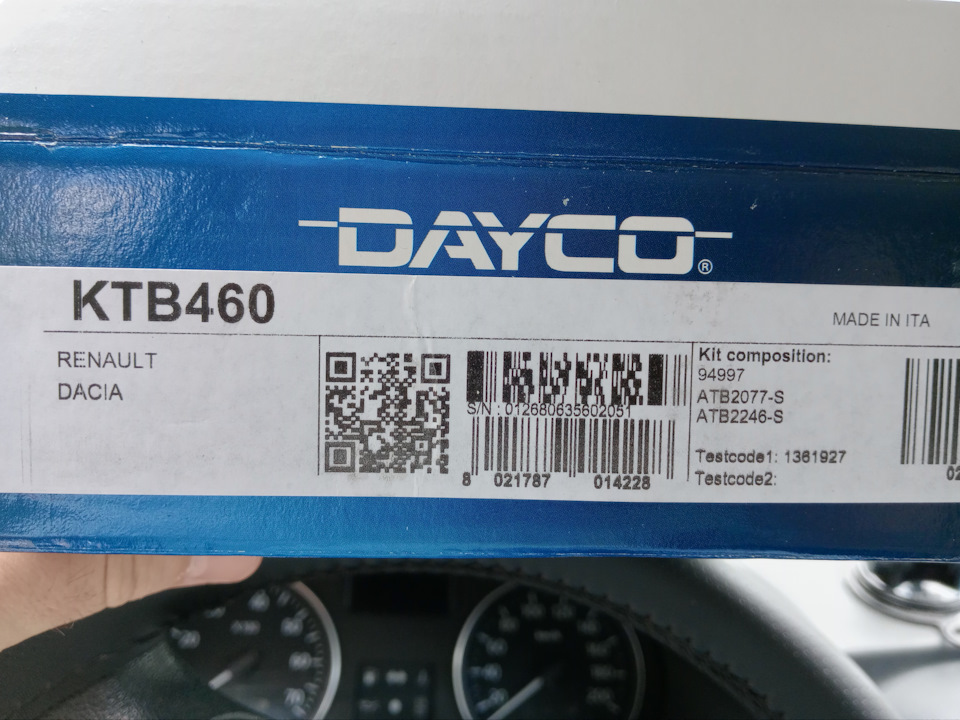 DAYCO®
KTB460
MADE IN ITA
RENAULT
DACIA
S/N : 012680635602051
8 021787 014228
Kit composition:
94997
ATB2077-S
ATB2246-S
Testcode1: 1361927
Testcode2:
02